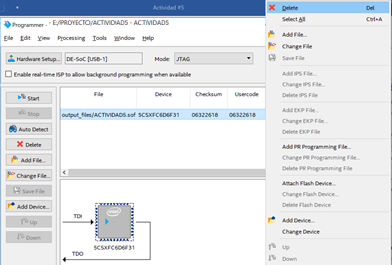 Actividad #5
Programmer - E:/PROYECTO/ACTIVIDAD5 - ACTIVIDAD5
File Edit View Processing Tools Window Help
Hardware Setup... DE-SoC [USB-1] Mode: JTAG
Enable real-time ISP to allow background programming when available
Start
Stop
Auto Detect
Delete
Add File...
Change File...
Save File
Add Device...
Up
Down
File Device Checksum Usercode
output_files/ACTIVIDAD5.sof 5CSXFC6D6F31 06322618 06322618
TDI
intel
5CSXFC6D6F31
TDO
Delete Del
Select All Ctrl+A
Add File...
Change File
Save File
Add IPS File...
Change IPS File...
Delete IPS File
Add EKP File...
Change EKP File...
Delete EKP File
Add PR Programming File...
Change PR Programming File...
Delete PR Programming File
Attach Flash Device...
Change Flash Device...
Delete Flash Device
Add Device...
Change Device
Up
Down